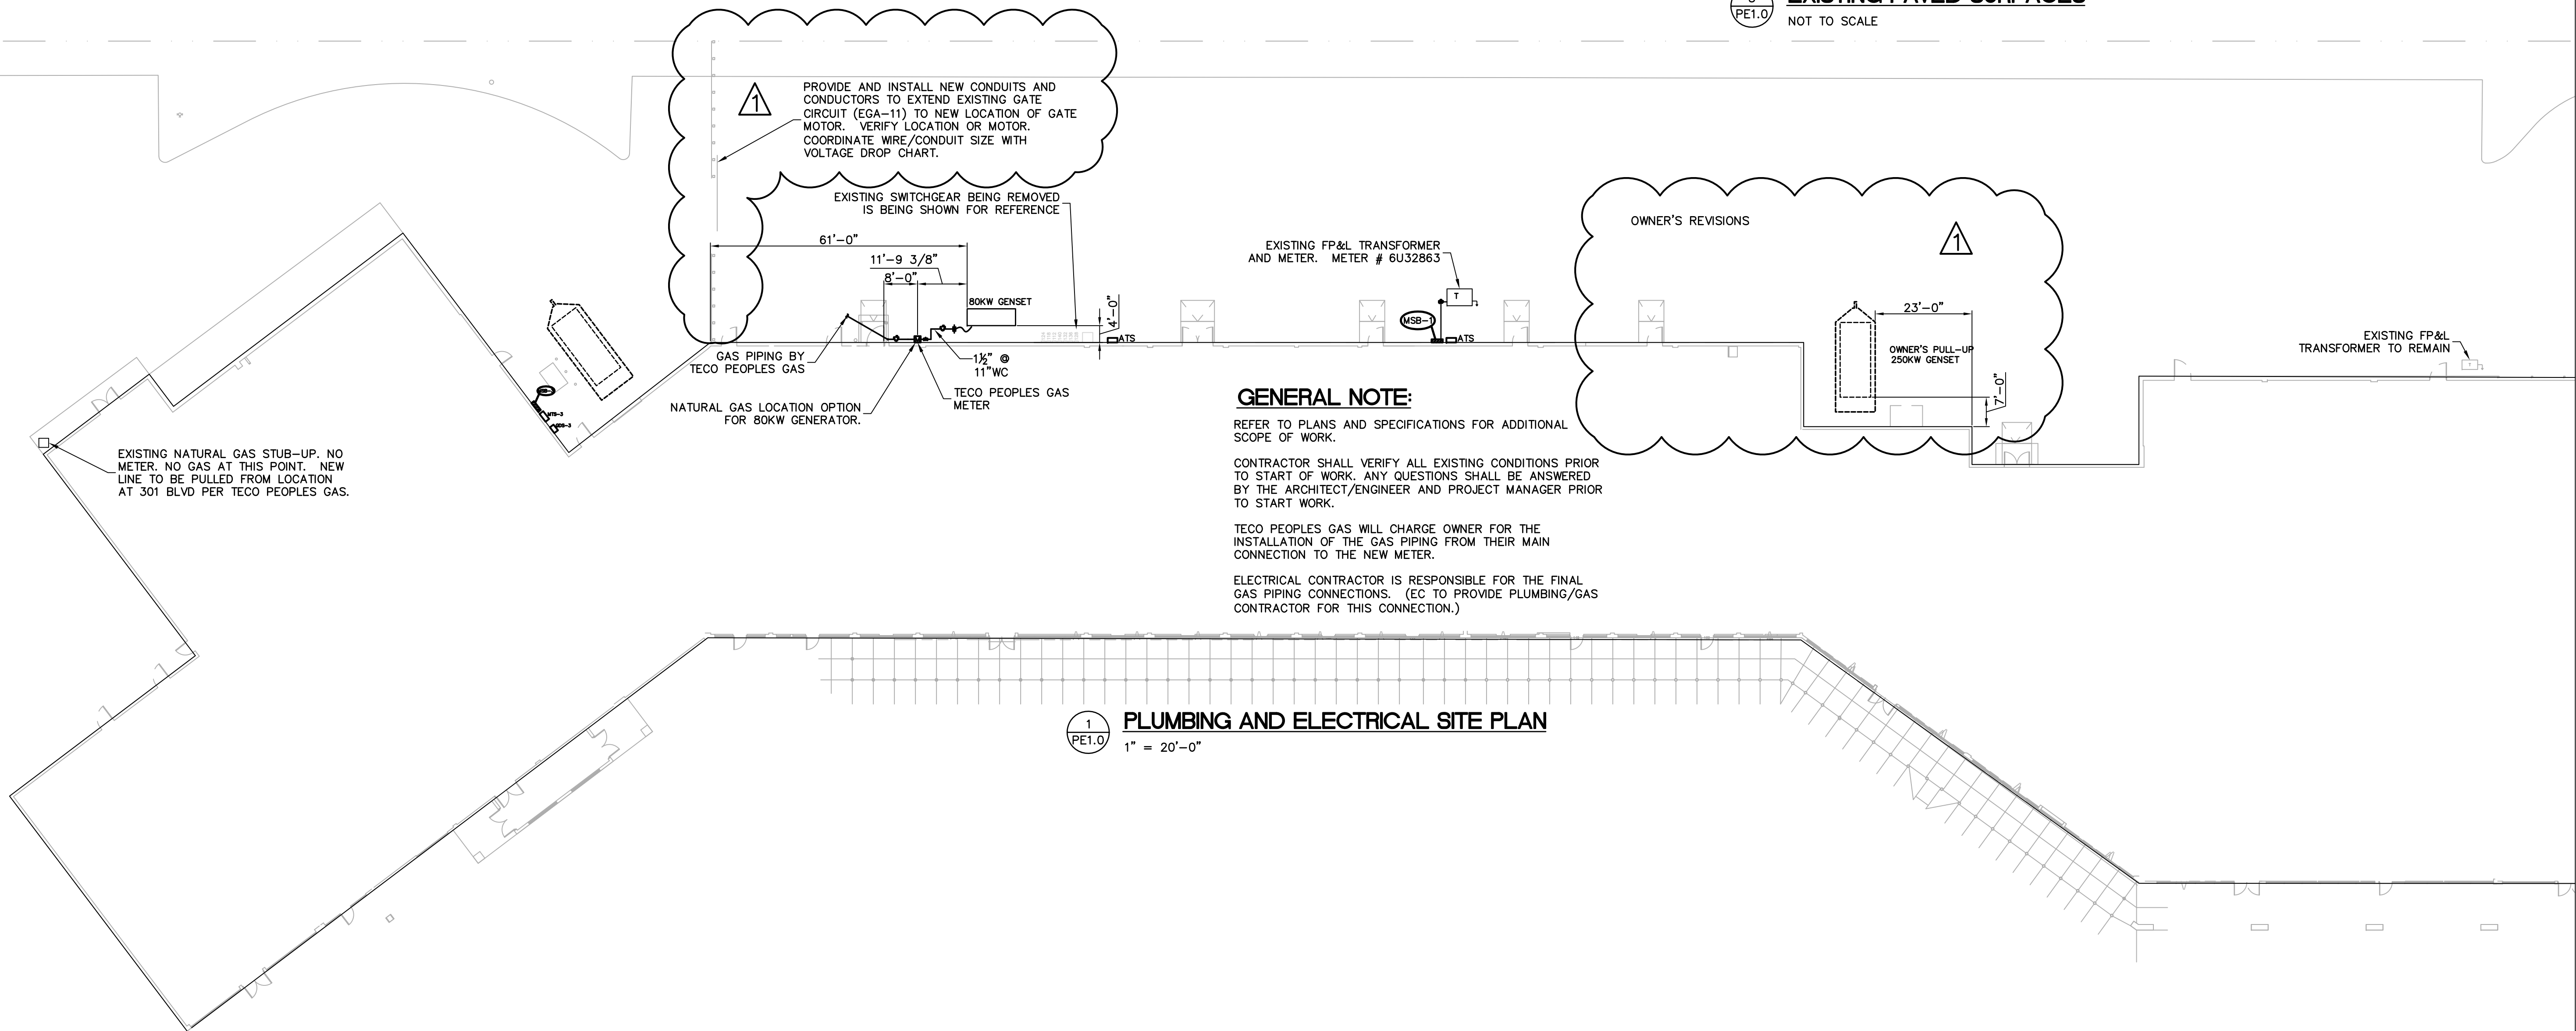 PE1.0
NOT TO SCALE
1
PROVIDE AND INSTALL NEW CONDUITS AND
CONDUCTORS TO EXTEND EXISTING GATE
CIRCUIT (EGA-11) TO NEW LOCATION OF GATE
MOTOR. VERIFY LOCATION OR MOTOR.
COORDINATE WIRE/CONDUIT SIZE WITH
VOLTAGE DROP CHART.
EXISTING SWITCHGEAR BEING REMOVED
IS BEING SHOWN FOR REFERENCE
61'-0"
11'-9 3/8"
8'-0"
80KW GENSET
4'-0"
ATS
GAS PIPING BY
TECO PEOPLES GAS
1½" @
11"WC
TECO PEOPLES GAS
METER
NATURAL GAS LOCATION OPTION
FOR 80KW GENERATOR.
EXISTING FP&L TRANSFORMER
AND METER. METER # 6U32863
T
MSB-1
ATS
OWNER'S REVISIONS
1
23'-0"
OWNER'S PULL-UP
250KW GENSET
7'-0"
EXISTING FP&L
TRANSFORMER TO REMAIN
T
MTS-3
EXISTING NATURAL GAS STUB-UP. NO
METER. NO GAS AT THIS POINT. NEW
LINE TO BE PULLED FROM LOCATION
AT 301 BLVD PER TECO PEOPLES GAS.
GENERAL NOTE:
REFER TO PLANS AND SPECIFICATIONS FOR ADDITIONAL
SCOPE OF WORK.
CONTRACTOR SHALL VERIFY ALL EXISTING CONDITIONS PRIOR
TO START OF WORK. ANY QUESTIONS SHALL BE ANSWERED
BY THE ARCHITECT/ENGINEER AND PROJECT MANAGER PRIOR
TO START WORK.
TECO PEOPLES GAS WILL CHARGE OWNER FOR THE
INSTALLATION OF THE GAS PIPING FROM THEIR MAIN
CONNECTION TO THE NEW METER.
ELECTRICAL CONTRACTOR IS RESPONSIBLE FOR THE FINAL
GAS PIPING CONNECTIONS. (EC TO PROVIDE PLUMBING/GAS
CONTRACTOR FOR THIS CONNECTION.)
1
PE1.0
PLUMBING AND ELECTRICAL SITE PLAN
1" = 20'-0"